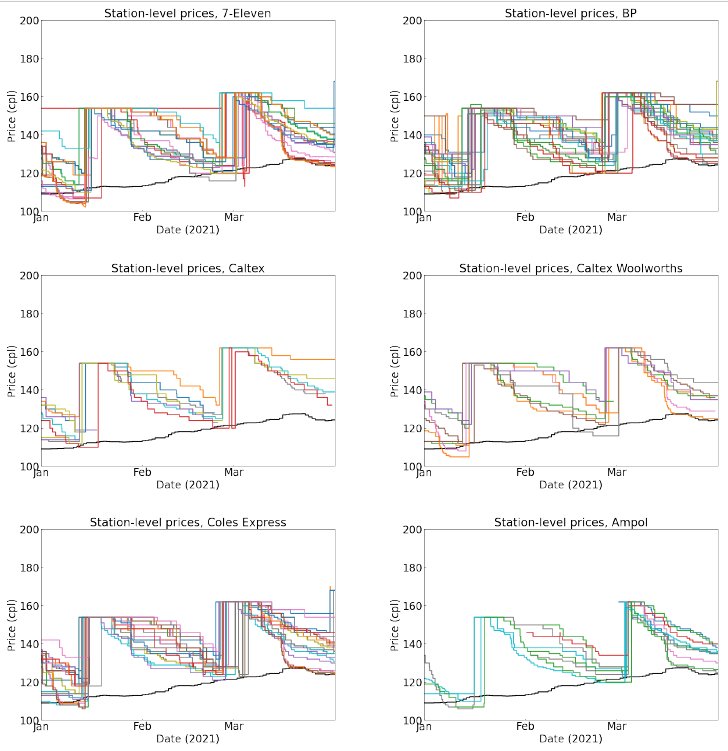 Station-level prices, 7-Eleven
200
180
160
140
120
100
Price (cpl)
Jan Feb Mar
Date (2021)
Station-level prices, BP
200
180
160
140
120
100
Price (cpl)
Jan Feb Mar
Date (2021)
Station-level prices, Caltex
200
180
160
140
120
100
Price (cpl)
Jan Feb Mar
Date (2021)
Station-level prices, Caltex Woolworths
200
180
160
140
120
100
Price (cpl)
Jan Feb Mar
Date (2021)
Station-level prices, Coles Express
200
180
160
140
120
100
Price (cpl)
Jan Feb Mar
Date (2021)
Station-level prices, Ampol
200
180
160
140
120
100
Price (cpl)
Jan Feb Mar
Date (2021)